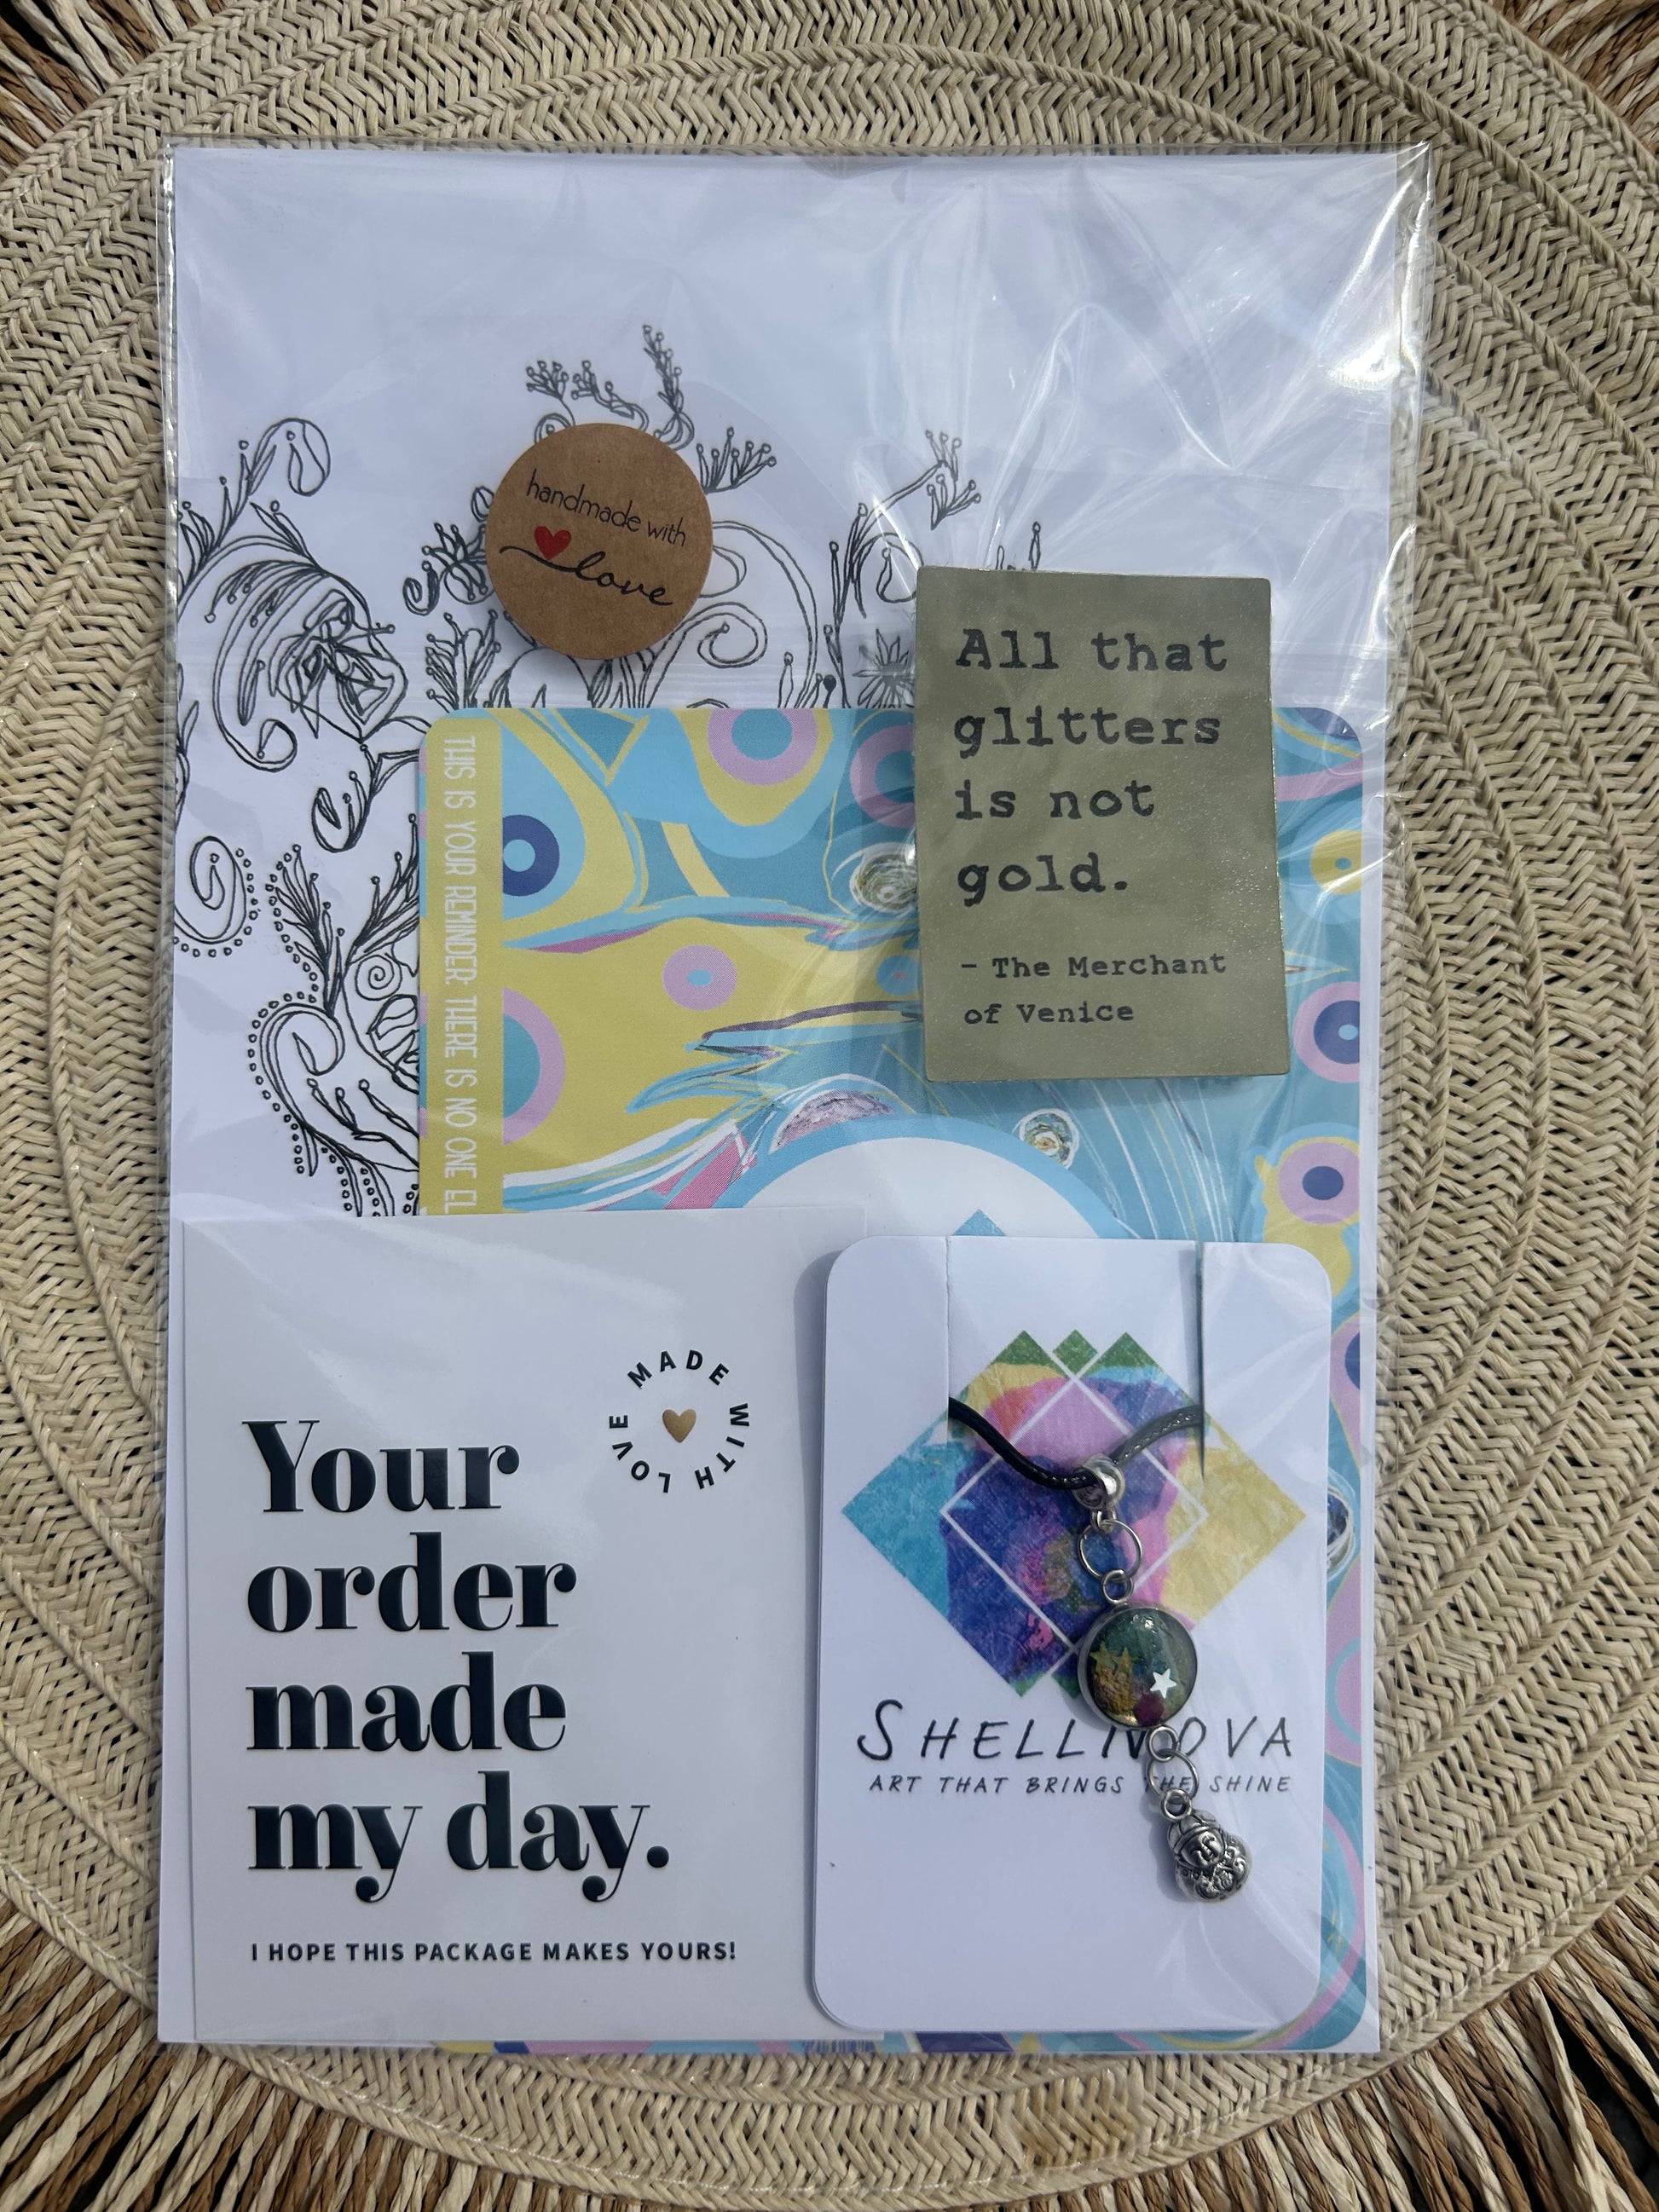 handmade with
love
All that
glitters
is not
gold.
- The Merchant
of Venice
THIS IS YOUR REMINDER: THERE IS NO ONE EL
MADE WITH LOVE
Your
order
made
my day.
I HOPE THIS PACKAGE MAKES YOURS!
SHELLINOVA
ART THAT BRINGS THE SHINE